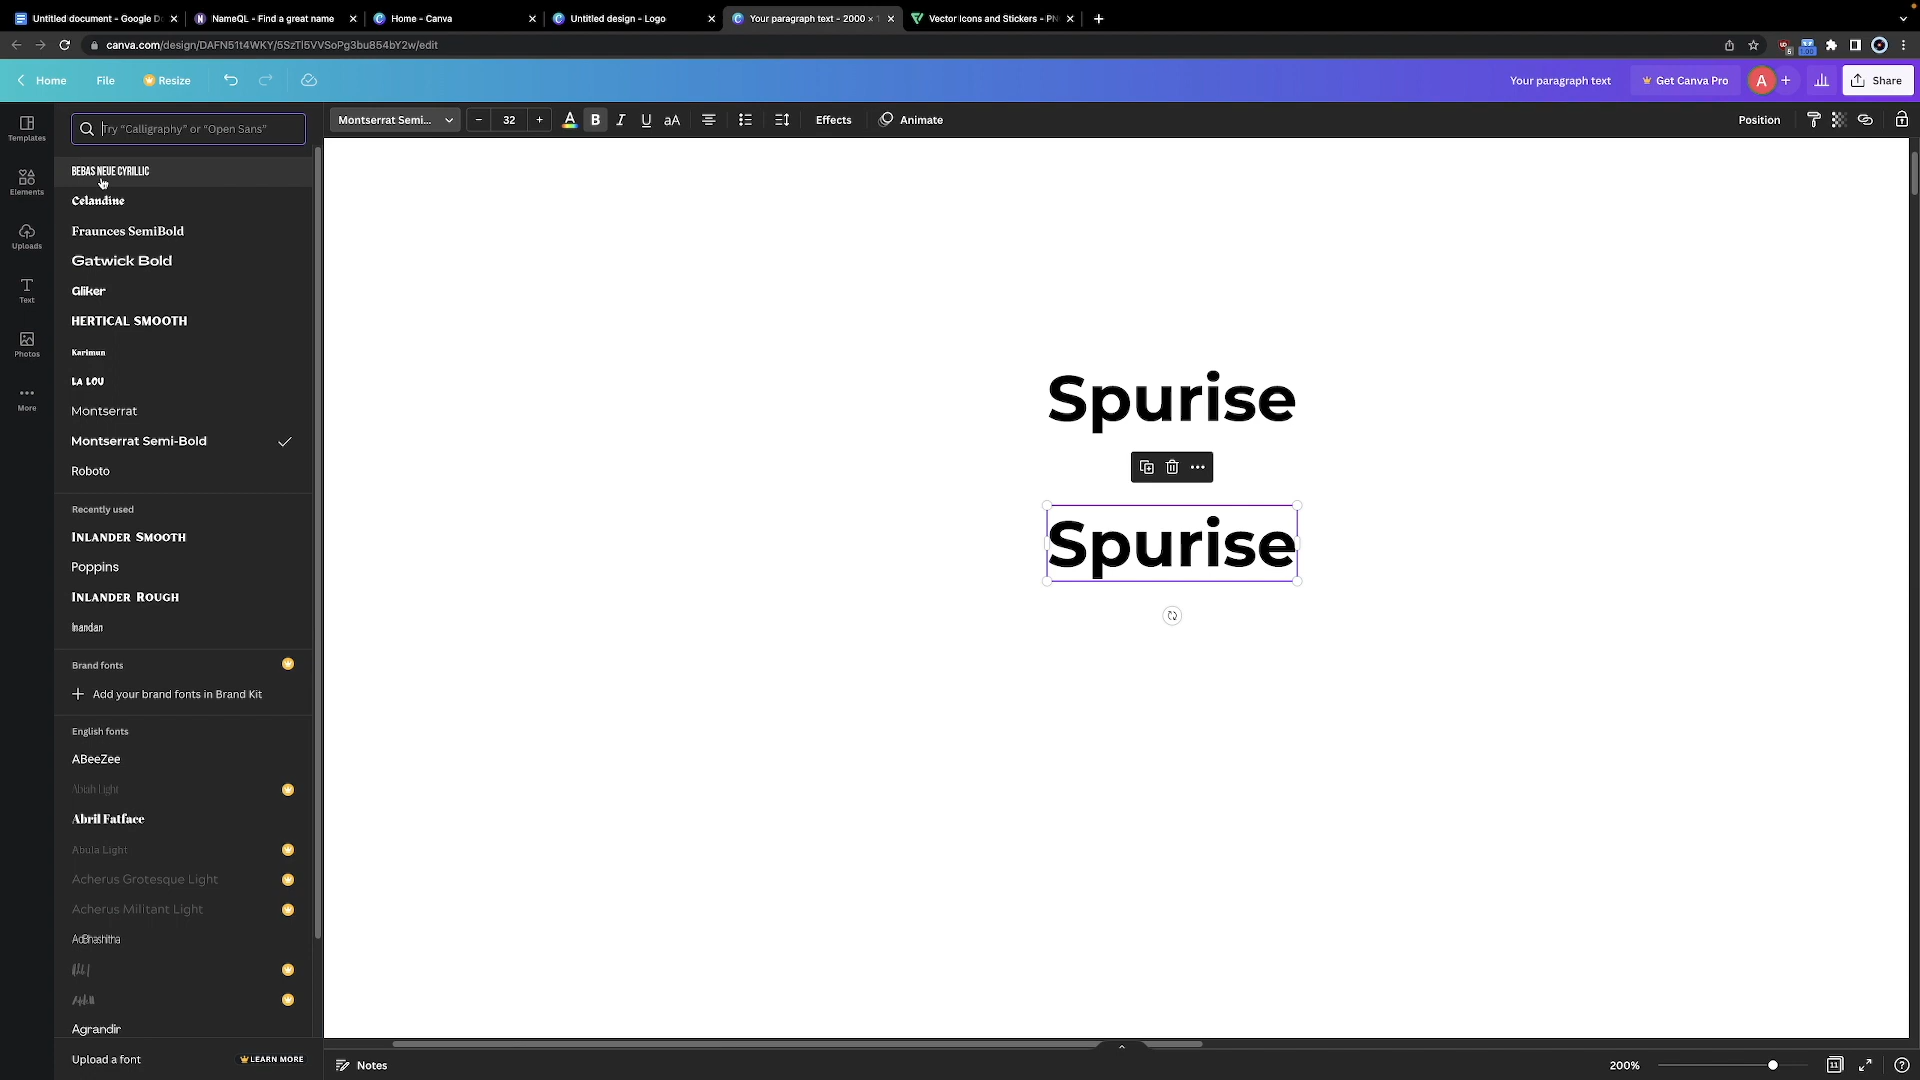 Untitled document - Google D
NameQL - Find a great name
Home - Canva
Untitled design - Logo
Your paragraph text - 2000 ×
Vector Icons and Stickers - PN
canva.com/design/DAFN51t4WKY/5SzTl5VVSoPg3bu854bY2w/edit
Home
File
Resize
Your paragraph text
Get Canva Pro
A
Share
Templates
Elements
Uploads
Text
Photos
More
Try “Calligraphy” or “Open Sans”
Montserrat Semi...
32
B
I
U
aA
Effects
Animate
Position
BEBAS NEUE CYRILLIC
Celandine
Fraunces SemiBold
Gatwick Bold
Gliker
HERTICAL SMOOTH
Karimun
LA LOU
Montserrat
Montserrat Semi-Bold
Roboto
Recently used
INLANDER SMOOTH
Poppins
INLANDER ROUGH
Inandan
Brand fonts
Add your brand fonts in Brand Kit
English fonts
ABeeZee
Abiah Light
Abril Fatface
Abula Light
Acherus Grotesque Light
Acherus Militant Light
AdBhashitha
Agrandir
Upload a font
LEARN MORE
Spurise
Spurise
Notes
200%
11